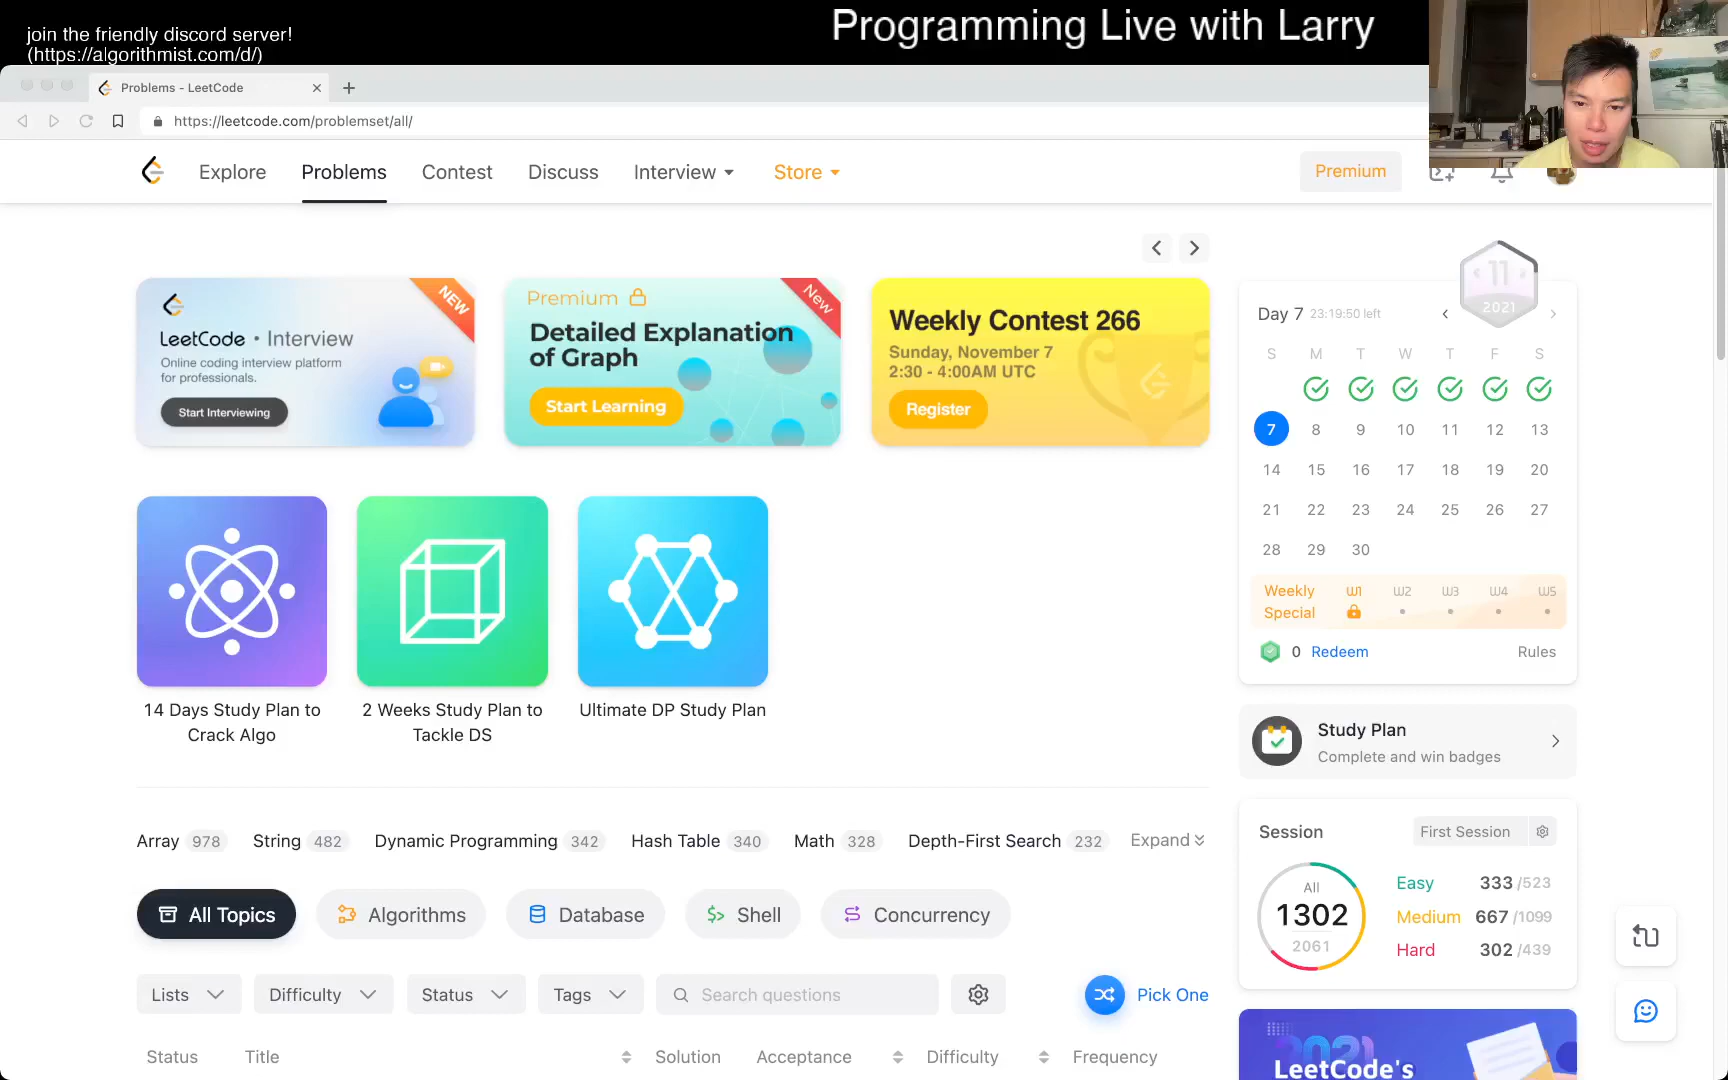 join the friendly discord server!
(https://algorithmist.com/d/)
Programming Live with Larry
Problems - LeetCode
https://leetcode.com/problemset/all/
Explore
Problems
Contest
Discuss
Interview
Store
Premium
LeetCode • Interview
Online coding interview platform
for professionals.
Start Interviewing
NEW
Premium
Detailed Explanation
of Graph
Start Learning
New
Weekly Contest 266
Sunday, November 7
2:30 - 4:00AM UTC
Register
14 Days Study Plan to
Crack Algo
2 Weeks Study Plan to
Tackle DS
Ultimate DP Study Plan
Day 7 23:19:50 left
11
2021
S M T W T F S
7 8 9 10 11 12 13
14 15 16 17 18 19 20
21 22 23 24 25 26 27
28 29 30
Weekly
Special
W1 W2 W3 W4 W5
0 Redeem
Rules
Study Plan
Complete and win badges
Array 978
String 482
Dynamic Programming 342
Hash Table 340
Math 328
Depth-First Search 232
Expand
All Topics
Algorithms
Database
Shell
Concurrency
Lists
Difficulty
Status
Tags
Search questions
Pick One
Status
Title
Solution
Acceptance
Difficulty
Frequency
Session
First Session
All
1302
2061
Easy 333 /523
Medium 667 /1099
Hard 302 /439
2021
LeetCode's